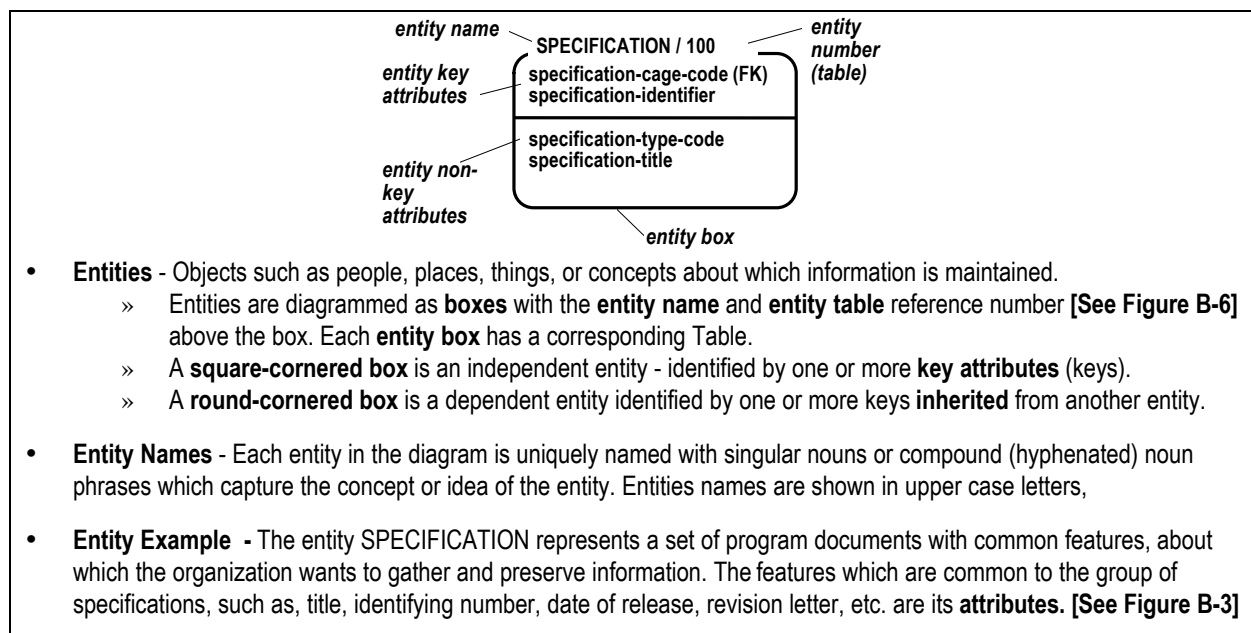 entity name
entity
number
(table)
SPECIFICATION / 100
entity key
attributes
specification-cage-code (FK)
specification-identifier
specification-type-code
specification-title
entity non-
key
attributes
entity box
• Entities - Objects such as people, places, things, or concepts about which information is maintained.
» Entities are diagrammed as boxes with the entity name and entity table reference number [See Figure B-6]
above the box. Each entity box has a corresponding Table.
» A square-cornered box is an independent entity - identified by one or more key attributes (keys).
» A round-cornered box is a dependent entity identified by one or more keys inherited from another entity.
• Entity Names - Each entity in the diagram is uniquely named with singular nouns or compound (hyphenated) noun
phrases which capture the concept or idea of the entity. Entities names are shown in upper case letters,
• Entity Example - The entity SPECIFICATION represents a set of program documents with common features, about
which the organization wants to gather and preserve information. The features which are common to the group of
specifications, such as, title, identifying number, date of release, revision letter, etc. are its attributes. [See Figure B-3]